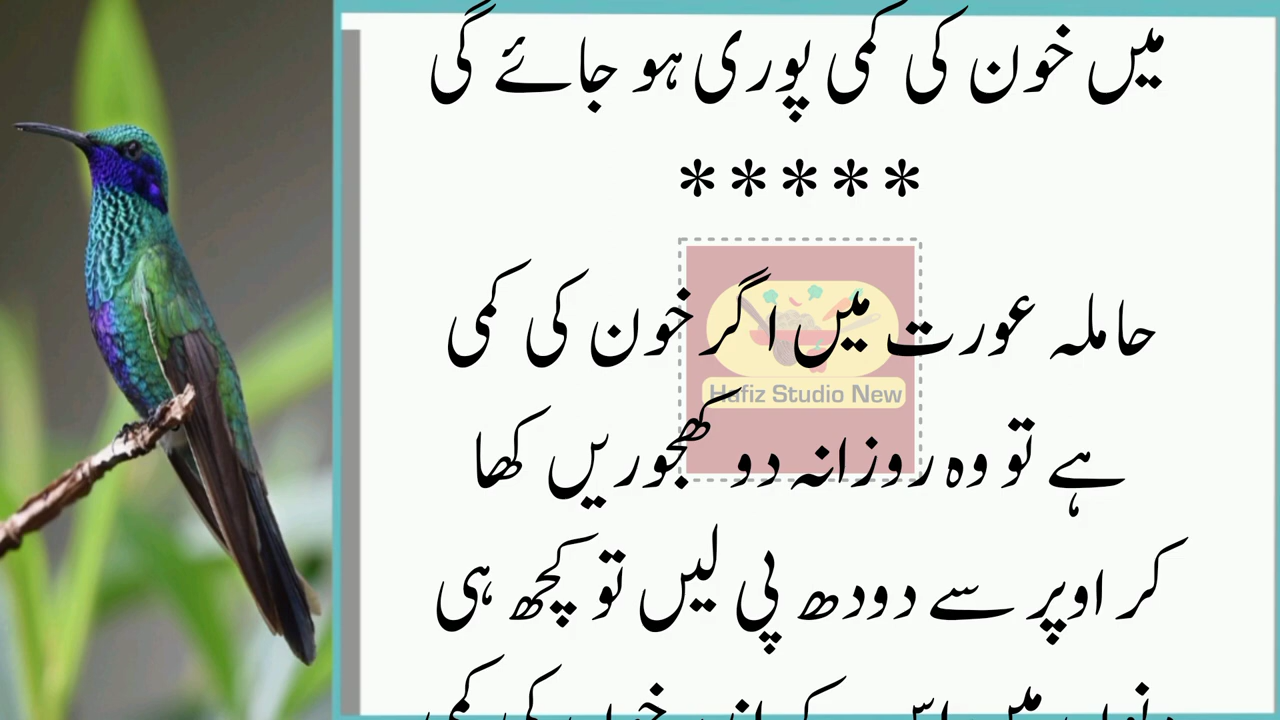 میں خون کی کمی پوری ہو جائے گی
*****
حاملہ عورت میں اگر خون کی کمی
Hafiz Studio New
ہے تو وہ روزانہ دو کھجوریں کھا
کر اوپر سے دودھ پی لیں تو کچھ ہی